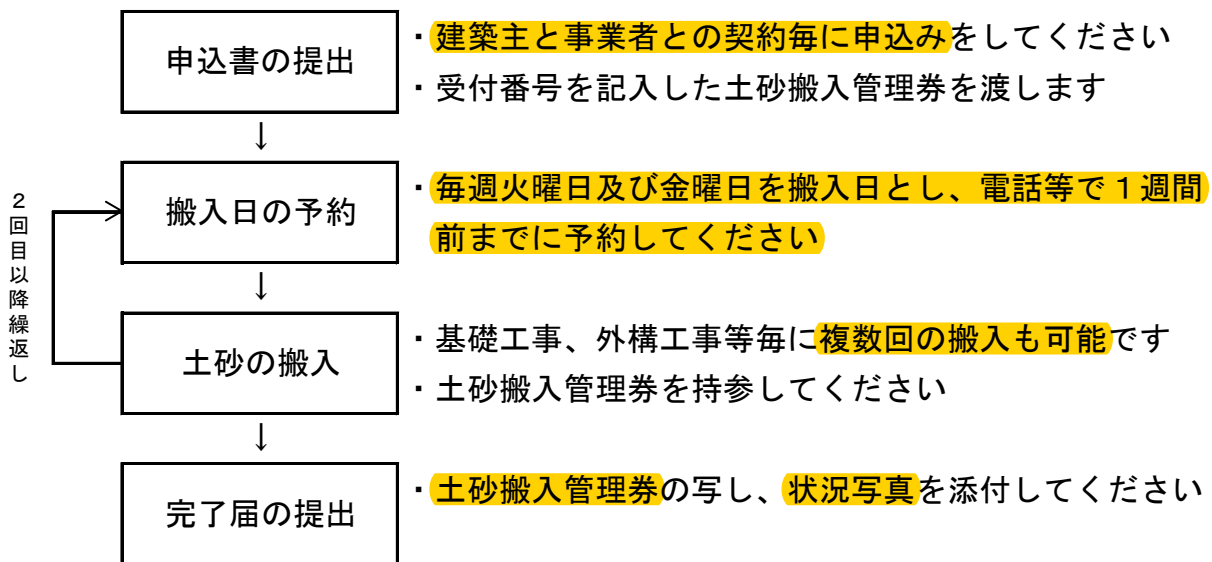 申込書の提出
・建築主と事業者との契約毎に申込みをしてください
・受付番号を記入した土砂搬入管理券を渡します
↓
搬入日の予約
・毎週火曜日及び金曜日を搬入日とし、電話等で１週間
前までに予約してください
２回目以降繰返し
↓
土砂の搬入
・基礎工事、外構工事等毎に複数回の搬入も可能です
・土砂搬入管理券を持参してください
↓
完了届の提出
・土砂搬入管理券の写し、状況写真を添付してください